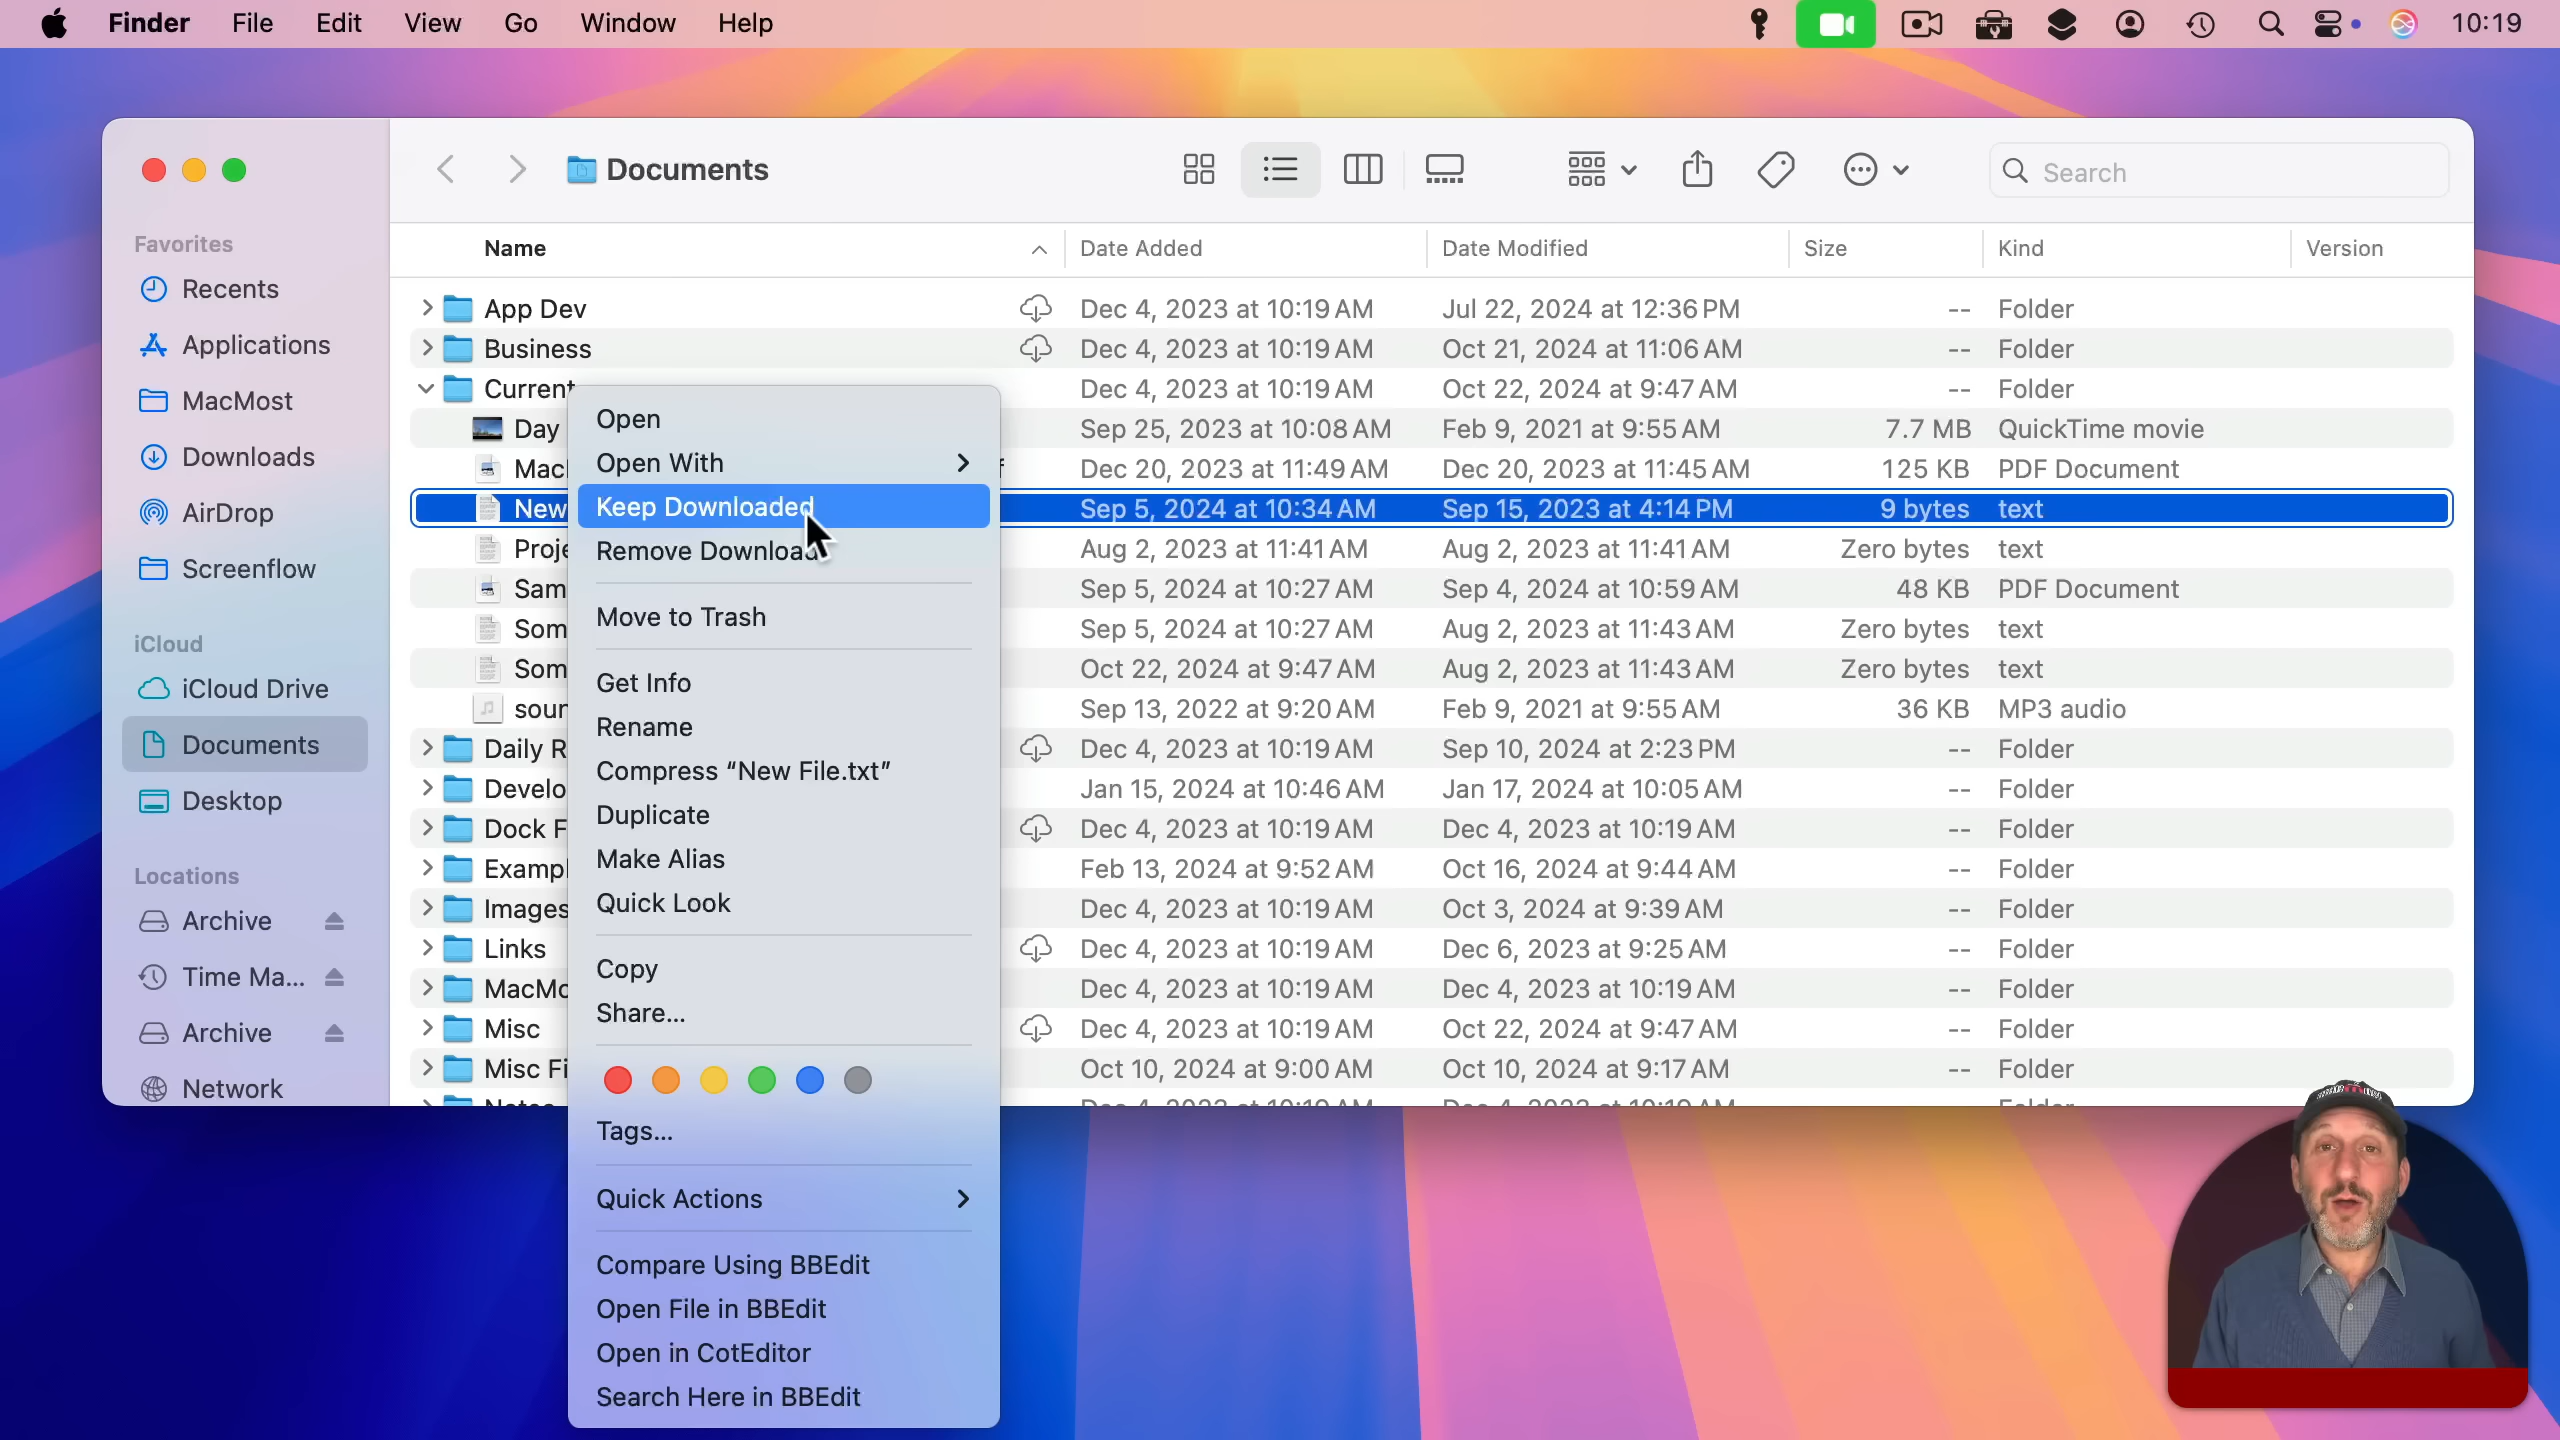 Finder File Edit View Go Window Help 10:19
Documents
Search
Favorites
Recents
Applications
MacMost
Downloads
AirDrop
Screenflow
iCloud
iCloud Drive
Documents
Desktop
Locations
Archive
Time Ma...
Archive
Network
Name Date Added Date Modified Size Kind Version
App Dev Dec 4, 2023 at 10:19 AM Jul 22, 2024 at 12:36 PM -- Folder
Business Dec 4, 2023 at 10:19 AM Oct 21, 2024 at 11:06 AM -- Folder
Current Dec 4, 2023 at 10:19 AM Oct 22, 2024 at 9:47 AM -- Folder
Day Sep 25, 2023 at 10:08 AM Feb 9, 2021 at 9:55 AM 7.7 MB QuickTime movie
Dec 20, 2023 at 11:49 AM Dec 20, 2023 at 11:45 AM 125 KB PDF Document
New Sep 5, 2024 at 10:34 AM Sep 15, 2023 at 4:14 PM 9 bytes text
Proje Aug 2, 2023 at 11:41 AM Aug 2, 2023 at 11:41 AM Zero bytes text
Sam Sep 5, 2024 at 10:27 AM Sep 4, 2024 at 10:59 AM 48 KB PDF Document
Som Sep 5, 2024 at 10:27 AM Aug 2, 2023 at 11:43 AM Zero bytes text
Som Oct 22, 2024 at 9:47 AM Aug 2, 2023 at 11:43 AM Zero bytes text
soun Sep 13, 2022 at 9:20 AM Feb 9, 2021 at 9:55 AM 36 KB MP3 audio
Daily R Dec 4, 2023 at 10:19 AM Sep 10, 2024 at 2:23 PM -- Folder
Develo Jan 15, 2024 at 10:46 AM Jan 17, 2024 at 10:05 AM -- Folder
Dock F Dec 4, 2023 at 10:19 AM Dec 4, 2023 at 10:19 AM -- Folder
Exampl Feb 13, 2024 at 9:52 AM Oct 16, 2024 at 9:44 AM -- Folder
Images Dec 4, 2023 at 10:19 AM Oct 3, 2024 at 9:39 AM -- Folder
Links Dec 4, 2023 at 10:19 AM Dec 6, 2023 at 9:25 AM -- Folder
MacMo Dec 4, 2023 at 10:19 AM Dec 4, 2023 at 10:19 AM -- Folder
Misc Dec 4, 2023 at 10:19 AM Oct 22, 2024 at 9:47 AM -- Folder
Misc Fi Oct 10, 2024 at 9:00 AM Oct 10, 2024 at 9:17 AM -- Folder
Open
Open With
Keep Downloaded
Remove Download
Move to Trash
Get Info
Rename
Compress “New File.txt”
Duplicate
Make Alias
Quick Look
Copy
Share...
Tags...
Quick Actions
Compare Using BBEdit
Open File in BBEdit
Open in CotEditor
Search Here in BBEdit